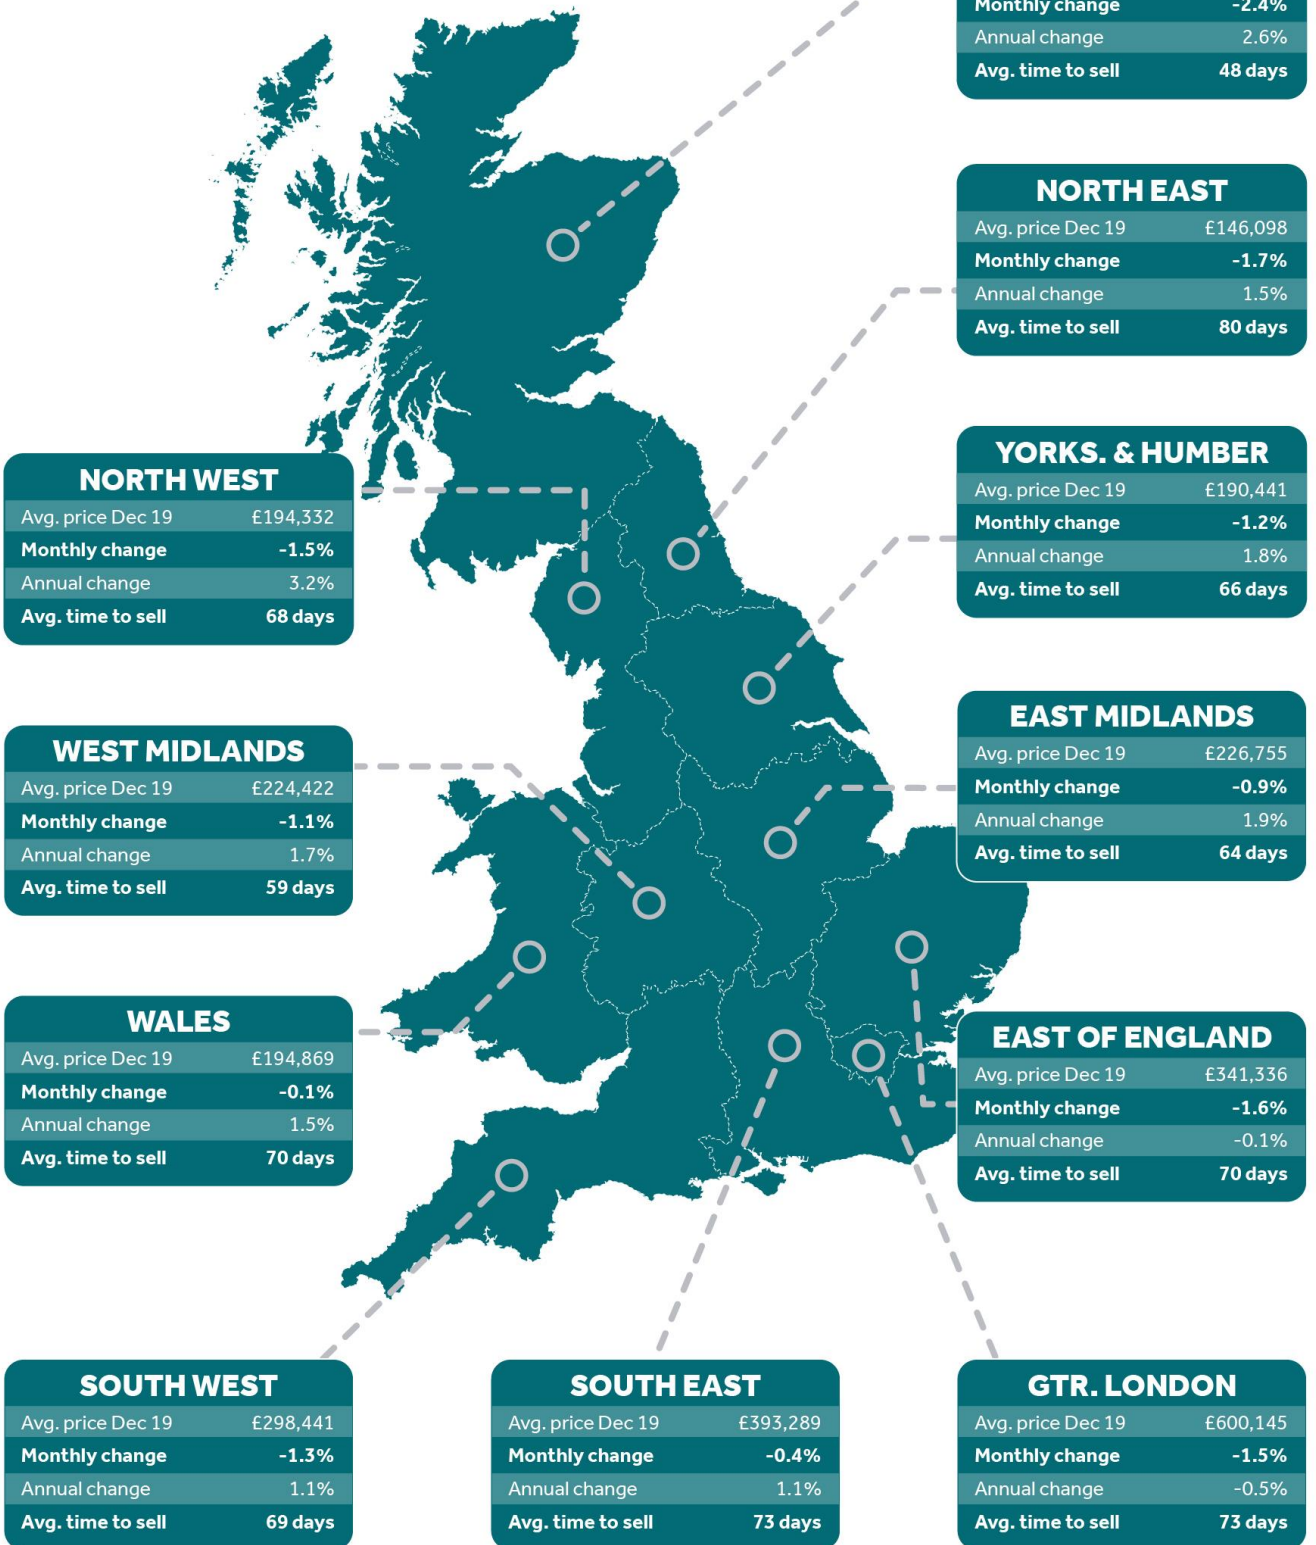 Monthly change -2.4%
Annual change 2.6%
Avg. time to sell 48 days
NORTH EAST
Avg. price Dec 19 £146,098
Monthly change -1.7%
Annual change 1.5%
Avg. time to sell 80 days
YORKS. & HUMBER
Avg. price Dec 19 £190,441
Monthly change -1.2%
Annual change 1.8%
Avg. time to sell 66 days
NORTH WEST
Avg. price Dec 19 £194,332
Monthly change -1.5%
Annual change 3.2%
Avg. time to sell 68 days
EAST MIDLANDS
Avg. price Dec 19 £226,755
Monthly change -0.9%
Annual change 1.9%
Avg. time to sell 64 days
WEST MIDLANDS
Avg. price Dec 19 £224,422
Monthly change -1.1%
Annual change 1.7%
Avg. time to sell 59 days
WALES
Avg. price Dec 19 £194,869
Monthly change -0.1%
Annual change 1.5%
Avg. time to sell 70 days
EAST OF ENGLAND
Avg. price Dec 19 £341,336
Monthly change -1.6%
Annual change -0.1%
Avg. time to sell 70 days
SOUTH WEST
Avg. price Dec 19 £298,441
Monthly change -1.3%
Annual change 1.1%
Avg. time to sell 69 days
SOUTH EAST
Avg. price Dec 19 £393,289
Monthly change -0.4%
Annual change 1.1%
Avg. time to sell 73 days
GTR. LONDON
Avg. price Dec 19 £600,145
Monthly change -1.5%
Annual change -0.5%
Avg. time to sell 73 days